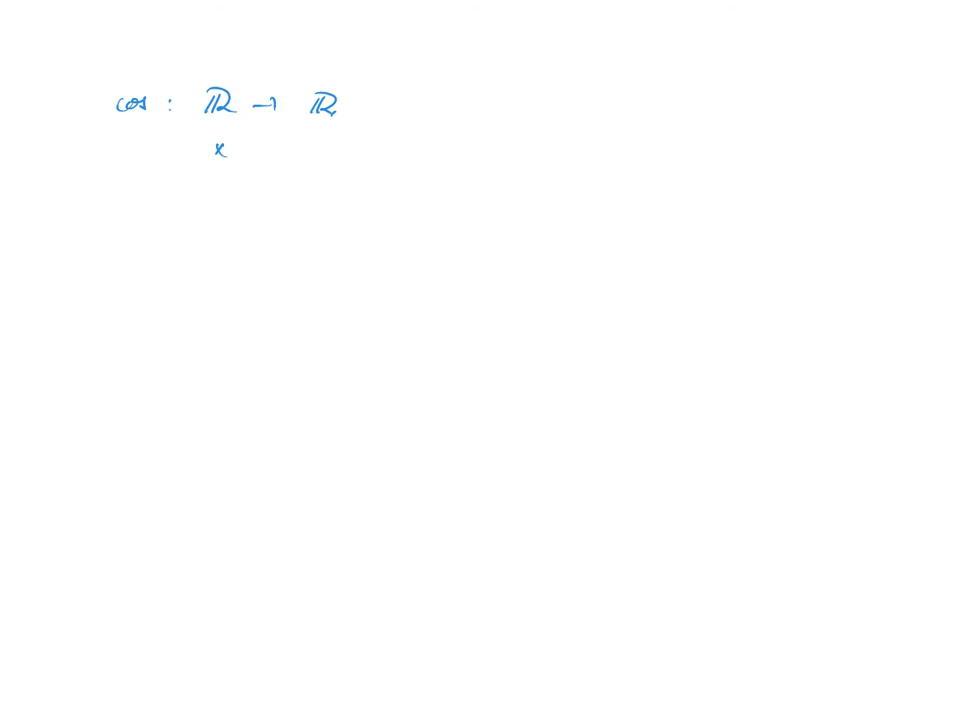 cos : ℝ → ℝ
x